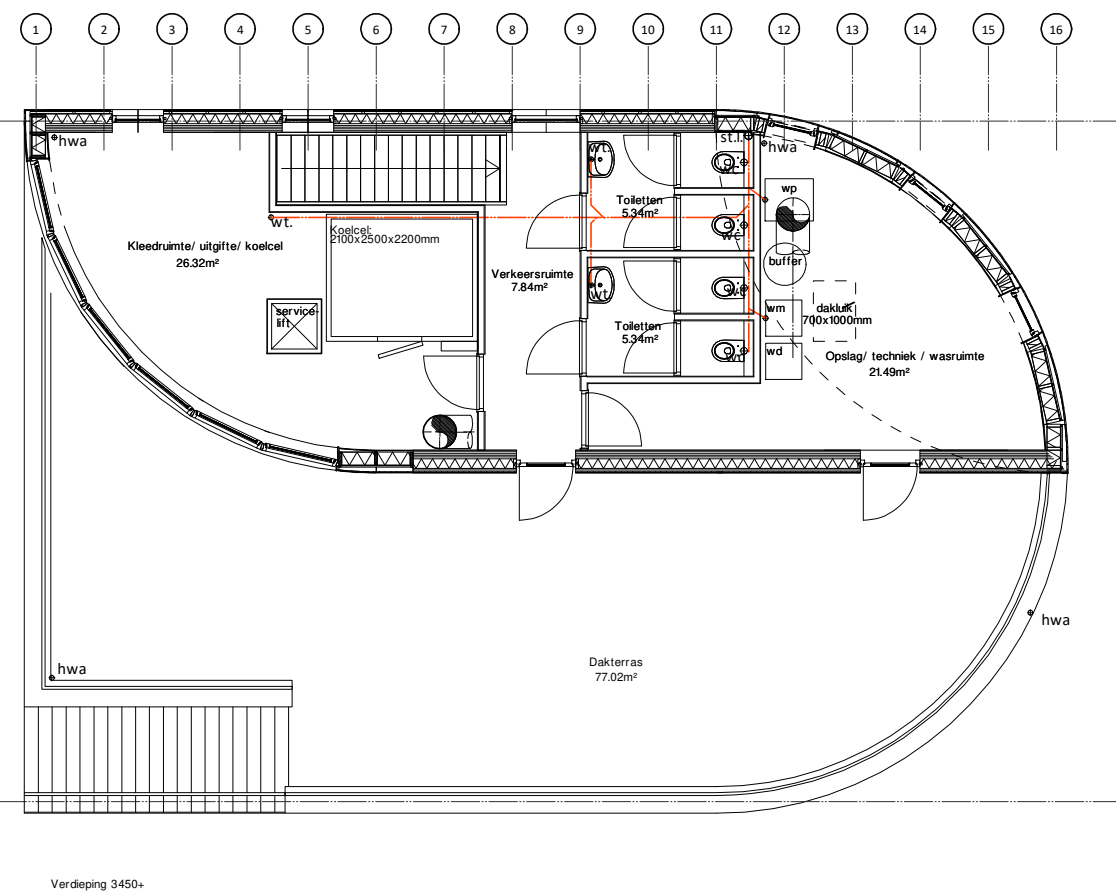 1 2 3 4 5 6 7 8 9 10 11 12 13 14 15 16
hwa
wt.
st.l.
wc
hwa
wp
Toiletten
5.34m²
wt.
Koelcel:
2100x2500x2200mm
wc
Kleedruimte/ uitgifte/ koelcel
26.32m²
Verkeersruimte
7.84m²
buffer
wt.
wc
service-
lift
wm
dakluik
700x1000mm
Toiletten
5.34m²
wc
wd
Opslag/ techniek / wasruimte
21.49m²
hwa
hwa
Dakterras
77.02m²
Verdieping 3450+